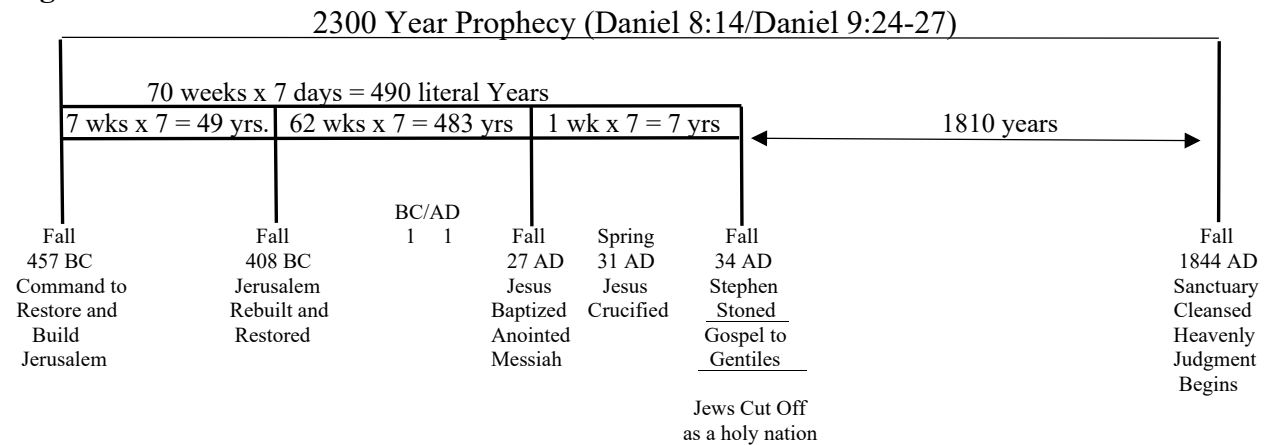 2300 Year Prophecy (Daniel 8:14/Daniel 9:24-27)
70 weeks x 7 days = 490 literal Years
7 wks x 7 = 49 yrs.
62 wks x 7 = 483 yrs
1 wk x 7 = 7 yrs
1810 years
Fall
457 BC
Command to
Restore and
Build
Jerusalem
Fall
408 BC
Jerusalem
Rebuilt and
Restored
BC/AD
1 1
Fall
27 AD
Jesus
Baptized
Anointed
Messiah
Spring
31 AD
Jesus
Crucified
Fall
34 AD
Stephen
Stoned
Gospel to
Gentiles
Jews Cut Off
as a holy nation
Fall
1844 AD
Sanctuary
Cleansed
Heavenly
Judgment
Begins